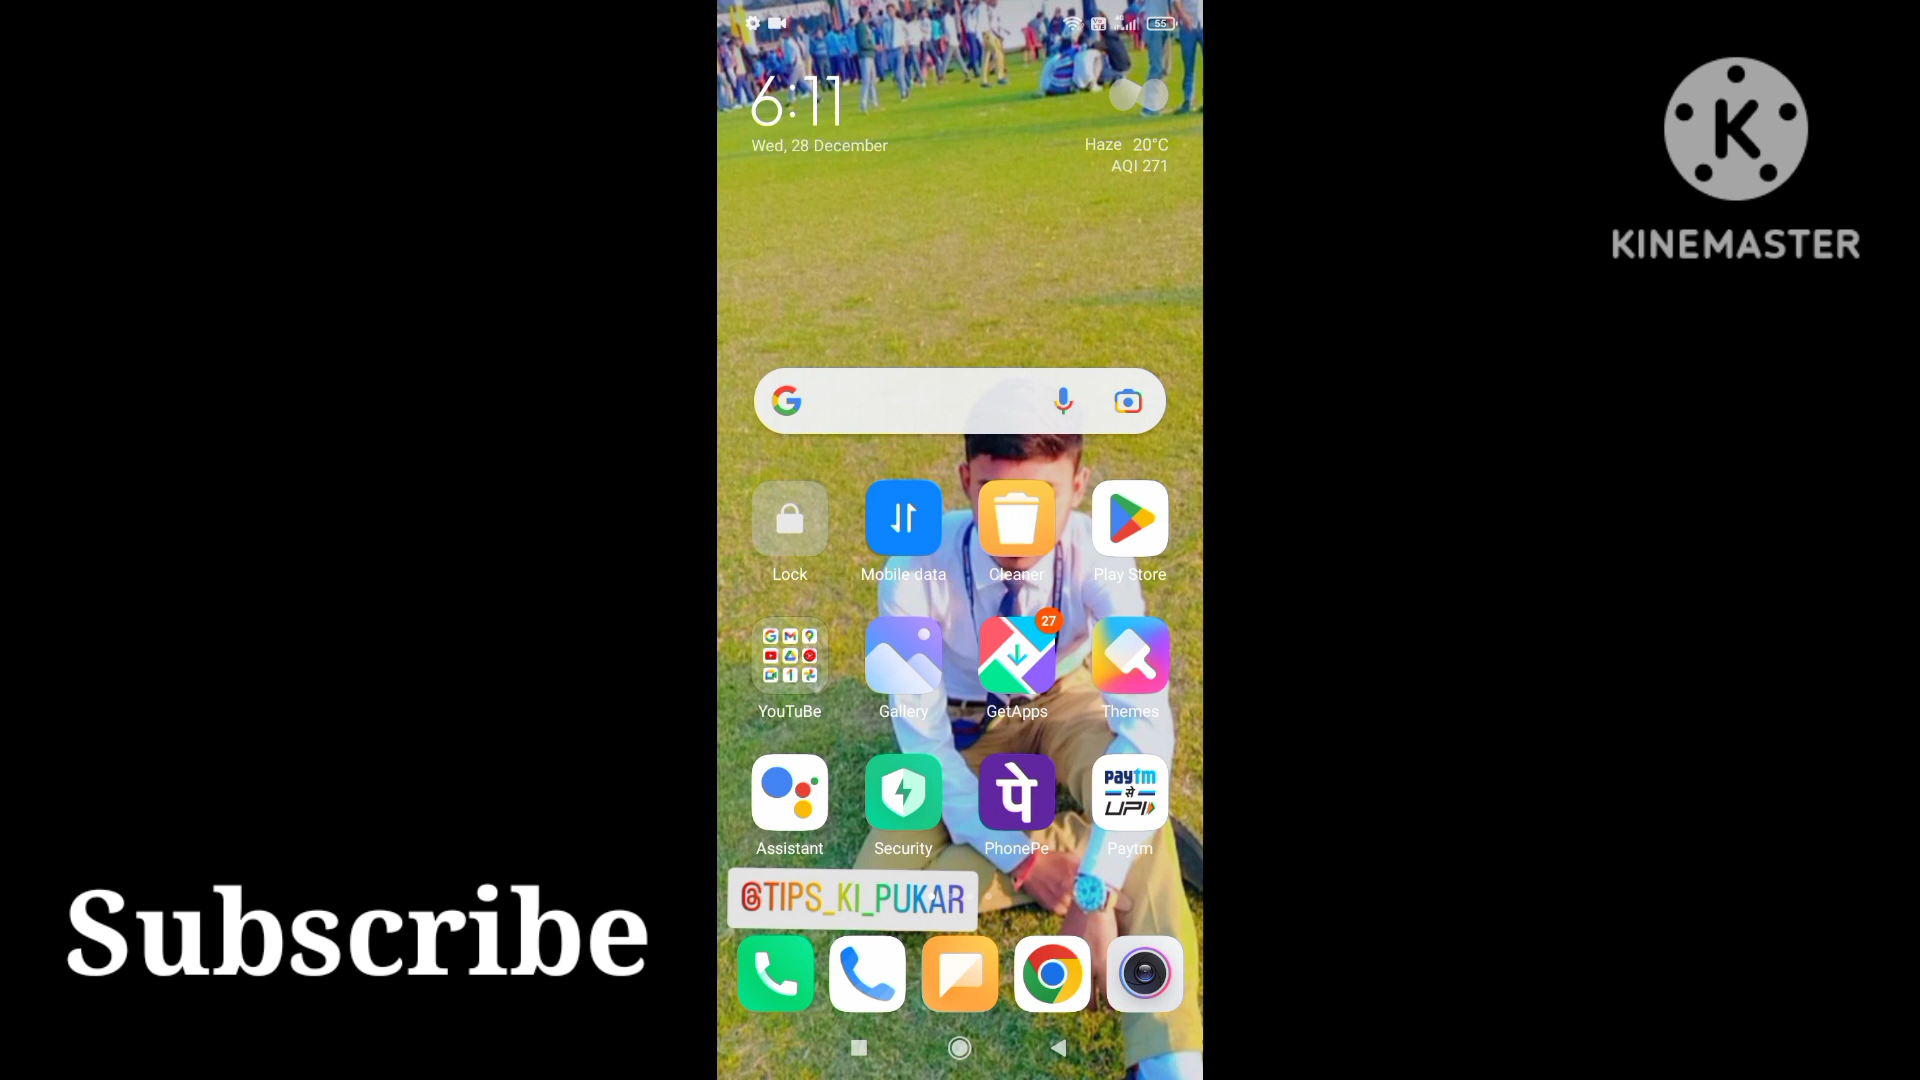 55
6:11
Wed, 28 December
Haze 20°C
AQI 271
KINEMASTER
Lock
Mobile data
Cleaner
Play Store
27
YouTuBe
Gallery
GetApps
Themes
पे
paytm
से
UPI
Assistant
Security
PhonePe
Paytm
@TIPS_KI_PUKAR
Subscribe